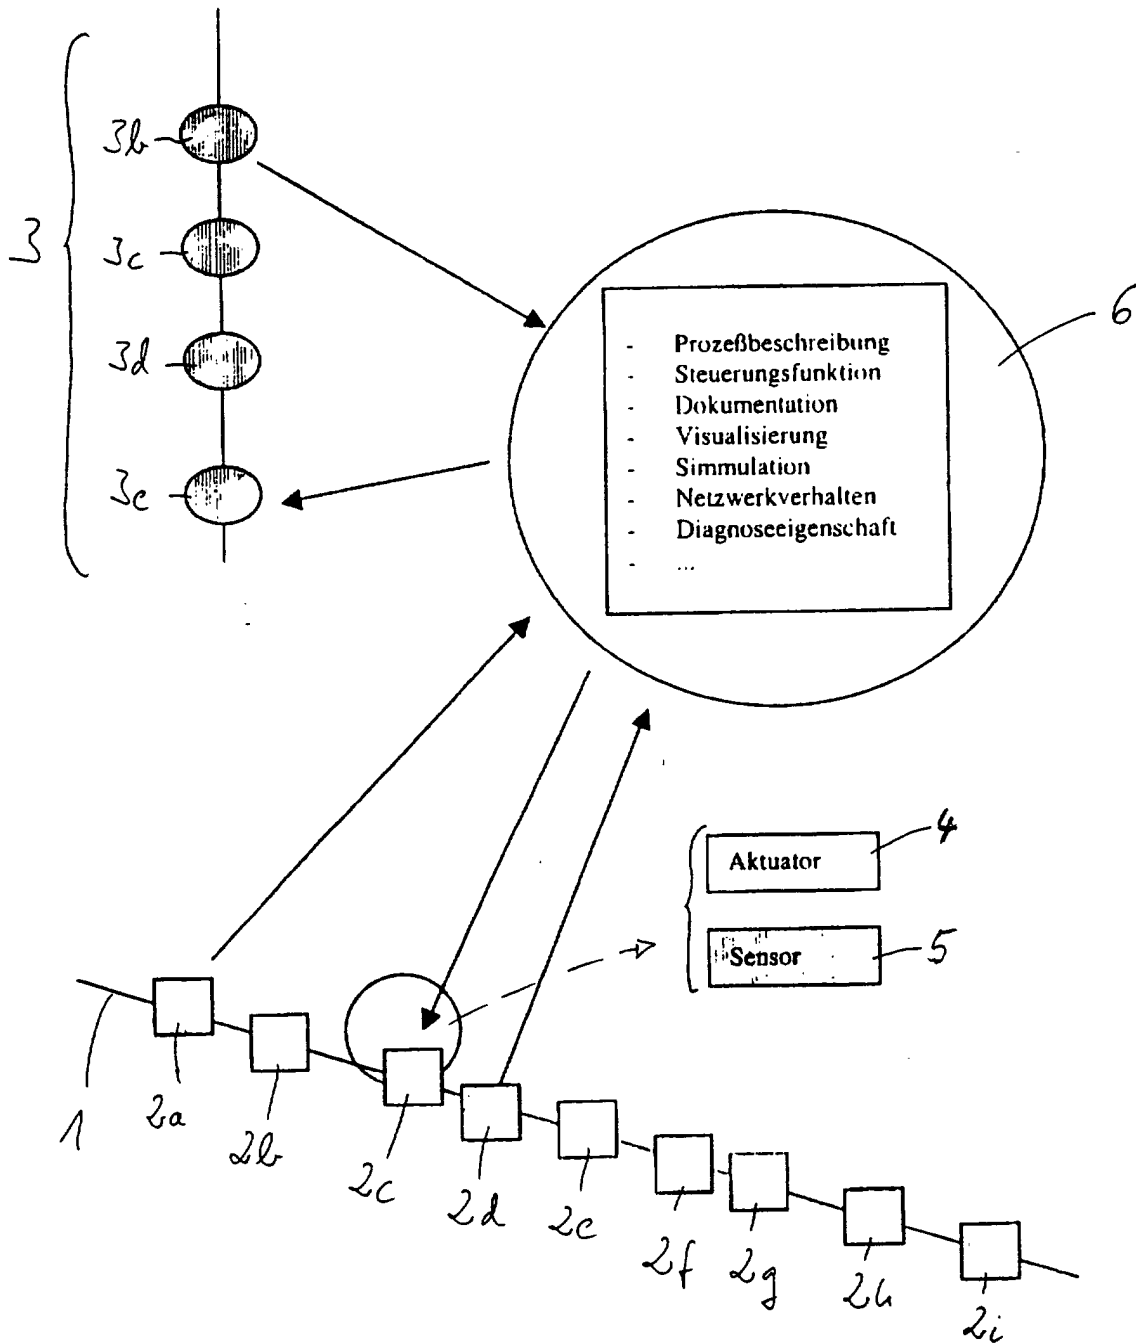 3b
3
3c
3d
3e
6
- Prozeßbeschreibung
- Steuerungsfunktion
- Dokumentation
- Visualisierung
- Simmulation
- Netzwerkverhalten
- Diagnoseeigenschaft
- ...
Aktuator
4
Sensor
5
1
2a
2b
2c
2d
2e
2f
2g
2h
2i